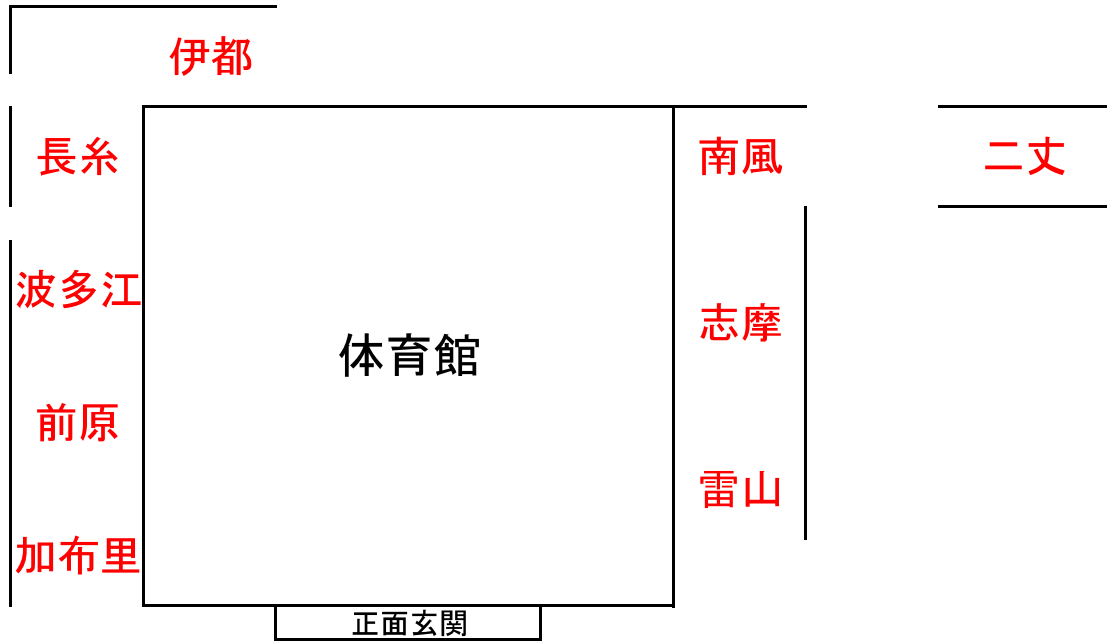 伊都
長糸
南風
二丈
波多江
志摩
体育館
前原
雷山
加布里
正面玄関